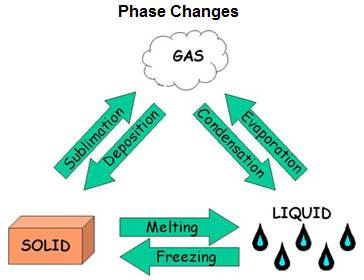 Phase Changes
GAS
Sublimation
Deposition
Condensation
Evaporation
SOLID
Melting
Freezing
LIQUID